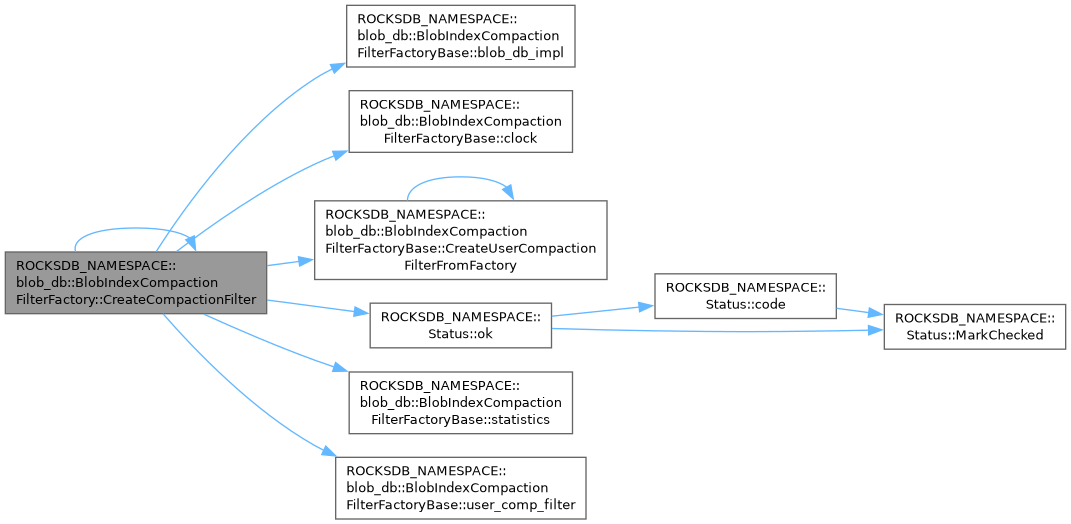 ROCKSDB_NAMESPACE::
blob_db::BlobIndexCompaction
FilterFactory::CreateCompactionFilter
ROCKSDB_NAMESPACE::
blob_db::BlobIndexCompaction
FilterFactoryBase::blob_db_impl
ROCKSDB_NAMESPACE::
blob_db::BlobIndexCompaction
FilterFactoryBase::clock
ROCKSDB_NAMESPACE::
blob_db::BlobIndexCompaction
FilterFactoryBase::CreateUserCompaction
FilterFromFactory
ROCKSDB_NAMESPACE::
Status::ok
ROCKSDB_NAMESPACE::
Status::code
ROCKSDB_NAMESPACE::
Status::MarkChecked
ROCKSDB_NAMESPACE::
blob_db::BlobIndexCompaction
FilterFactoryBase::statistics
ROCKSDB_NAMESPACE::
blob_db::BlobIndexCompaction
FilterFactoryBase::user_comp_filter